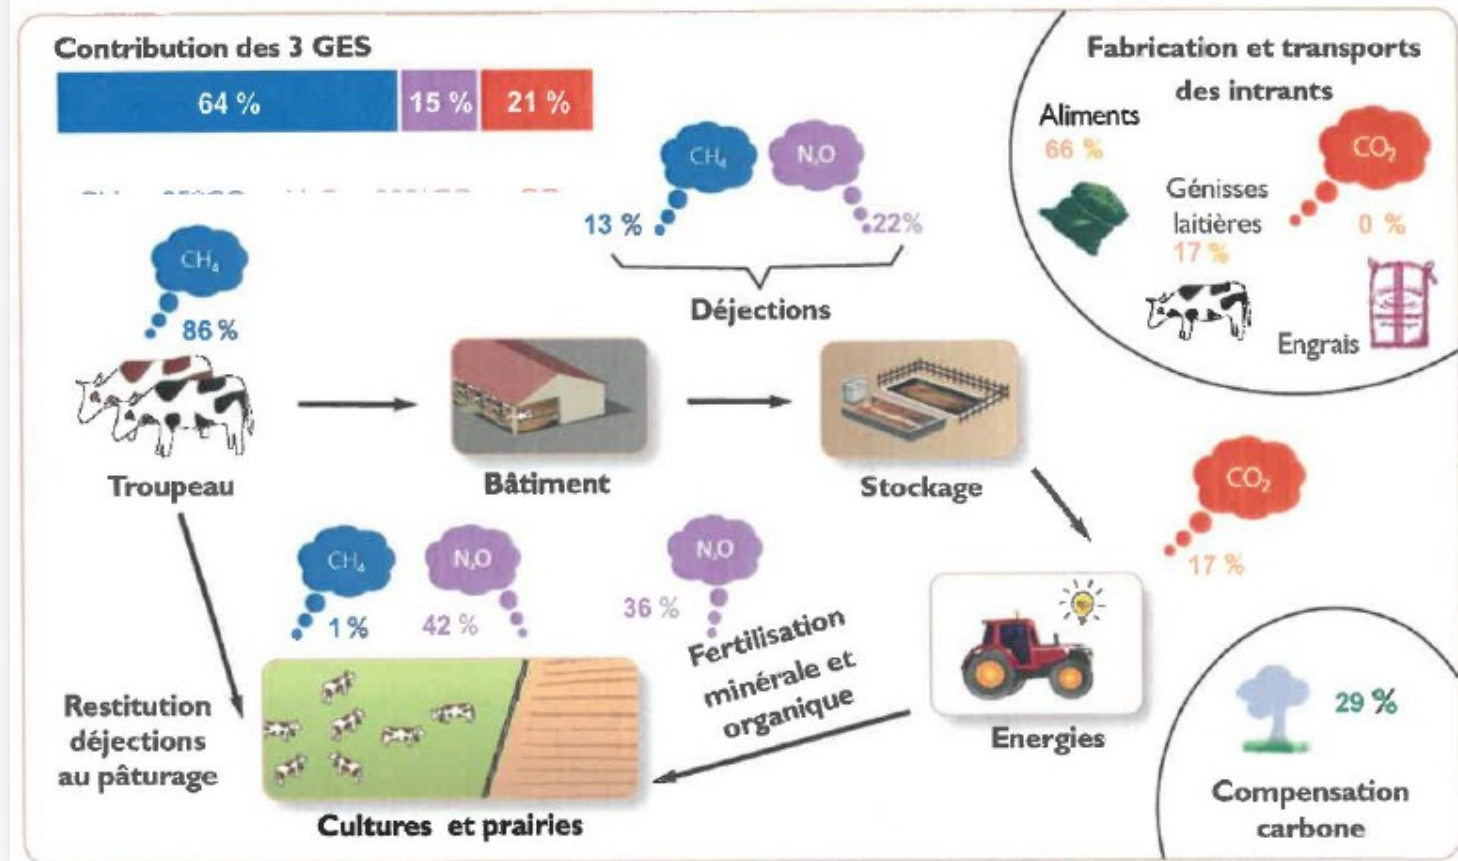 Contribution des 3 GES
64 % 15 % 21 %
Fabrication et transports
des intrants
Aliments
66 %
CO₂
Génisses
laitières
17 %
0 %
Engrais
CH₄
N₂O
13 %
22%
Déjections
CH₄
86 %
Troupeau
Bâtiment
Stockage
CO₂
17 %
CH₄
N₂O
N₂O
1 %
42 %
36 %
Fertilisation
minérale et
organique
Restitution
déjections
au pâturage
Energies
Cultures et prairies
29 %
Compensation
carbone